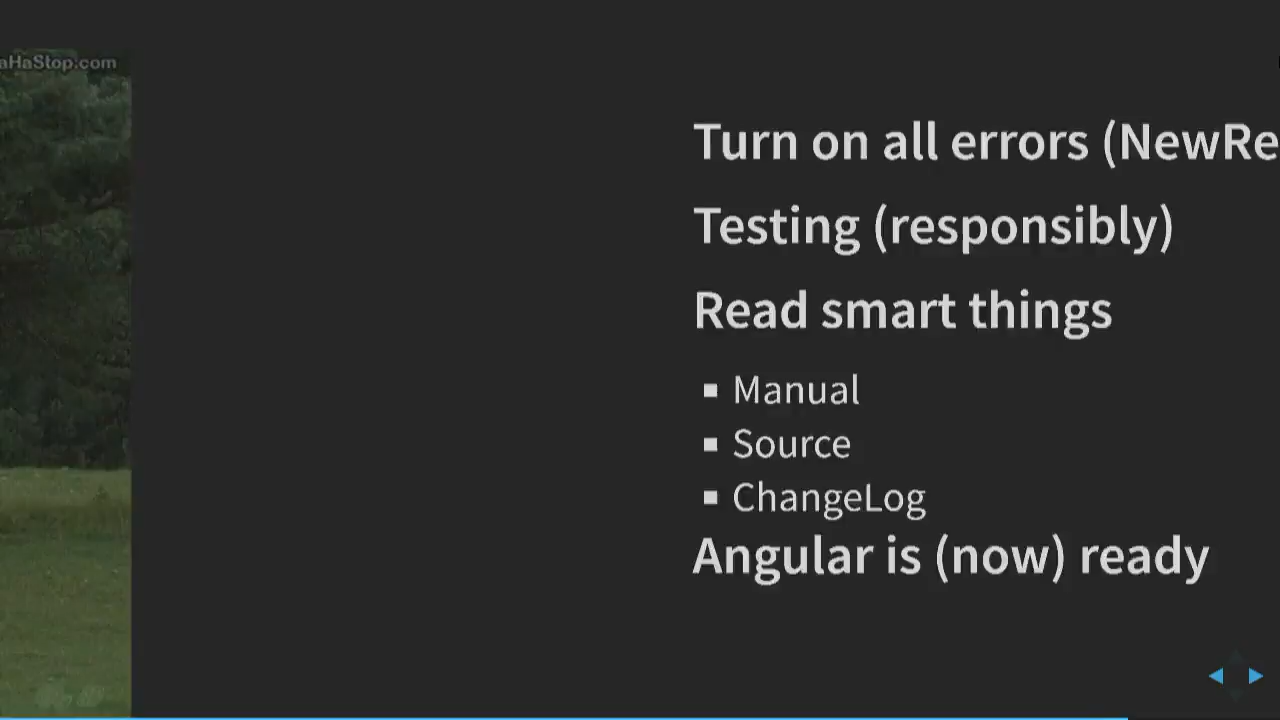 aHaStop.com
Turn on all errors (NewRe
Testing (responsibly)
Read smart things
Manual
Source
ChangeLog
Angular is (now) ready